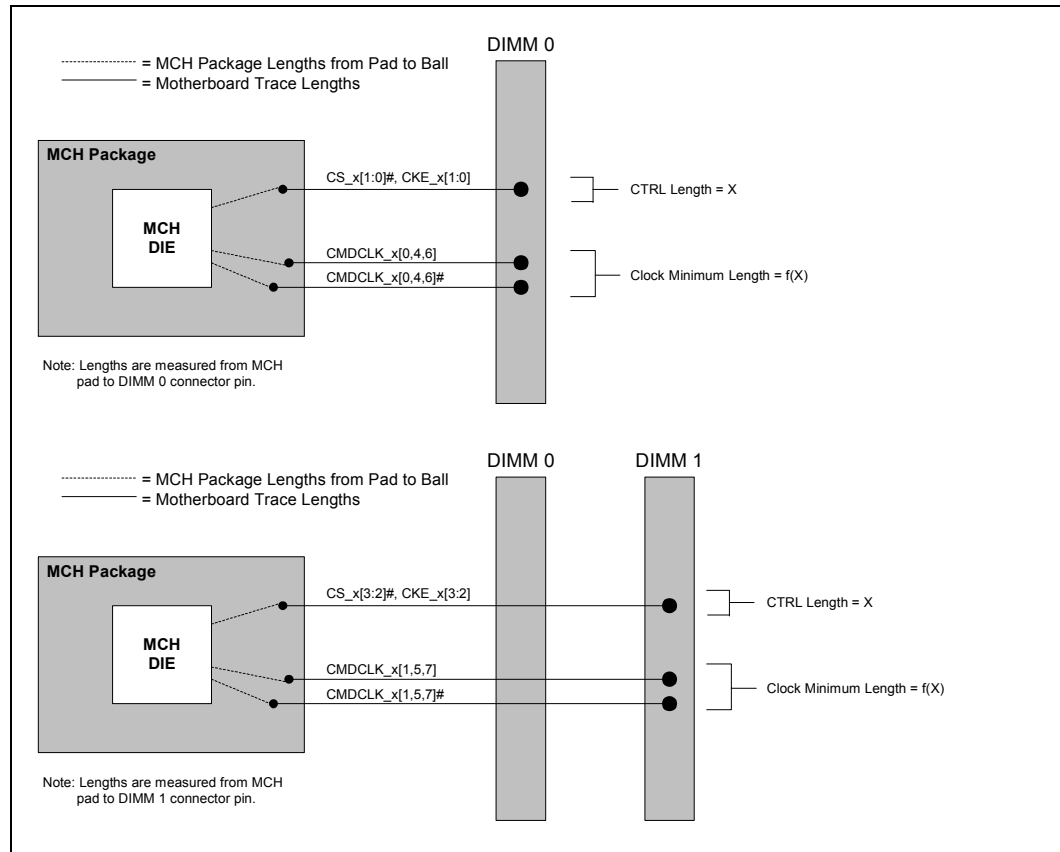 DIMM 0
= MCH Package Lengths from Pad to Ball
= Motherboard Trace Lengths
MCH Package
CS_x[1:0]#, CKE_x[1:0]
CTRL Length = X
MCH
DIE
CMDCLK_x[0,4,6]
CMDCLK_x[0,4,6]#
Clock Minimum Length = f(X)
Note: Lengths are measured from MCH
pad to DIMM 0 connector pin.
DIMM 0
DIMM 1
= MCH Package Lengths from Pad to Ball
= Motherboard Trace Lengths
MCH Package
CS_x[3:2]#, CKE_x[3:2]
CTRL Length = X
MCH
DIE
CMDCLK_x[1,5,7]
CMDCLK_x[1,5,7]#
Clock Minimum Length = f(X)
Note: Lengths are measured from MCH
pad to DIMM 1 connector pin.